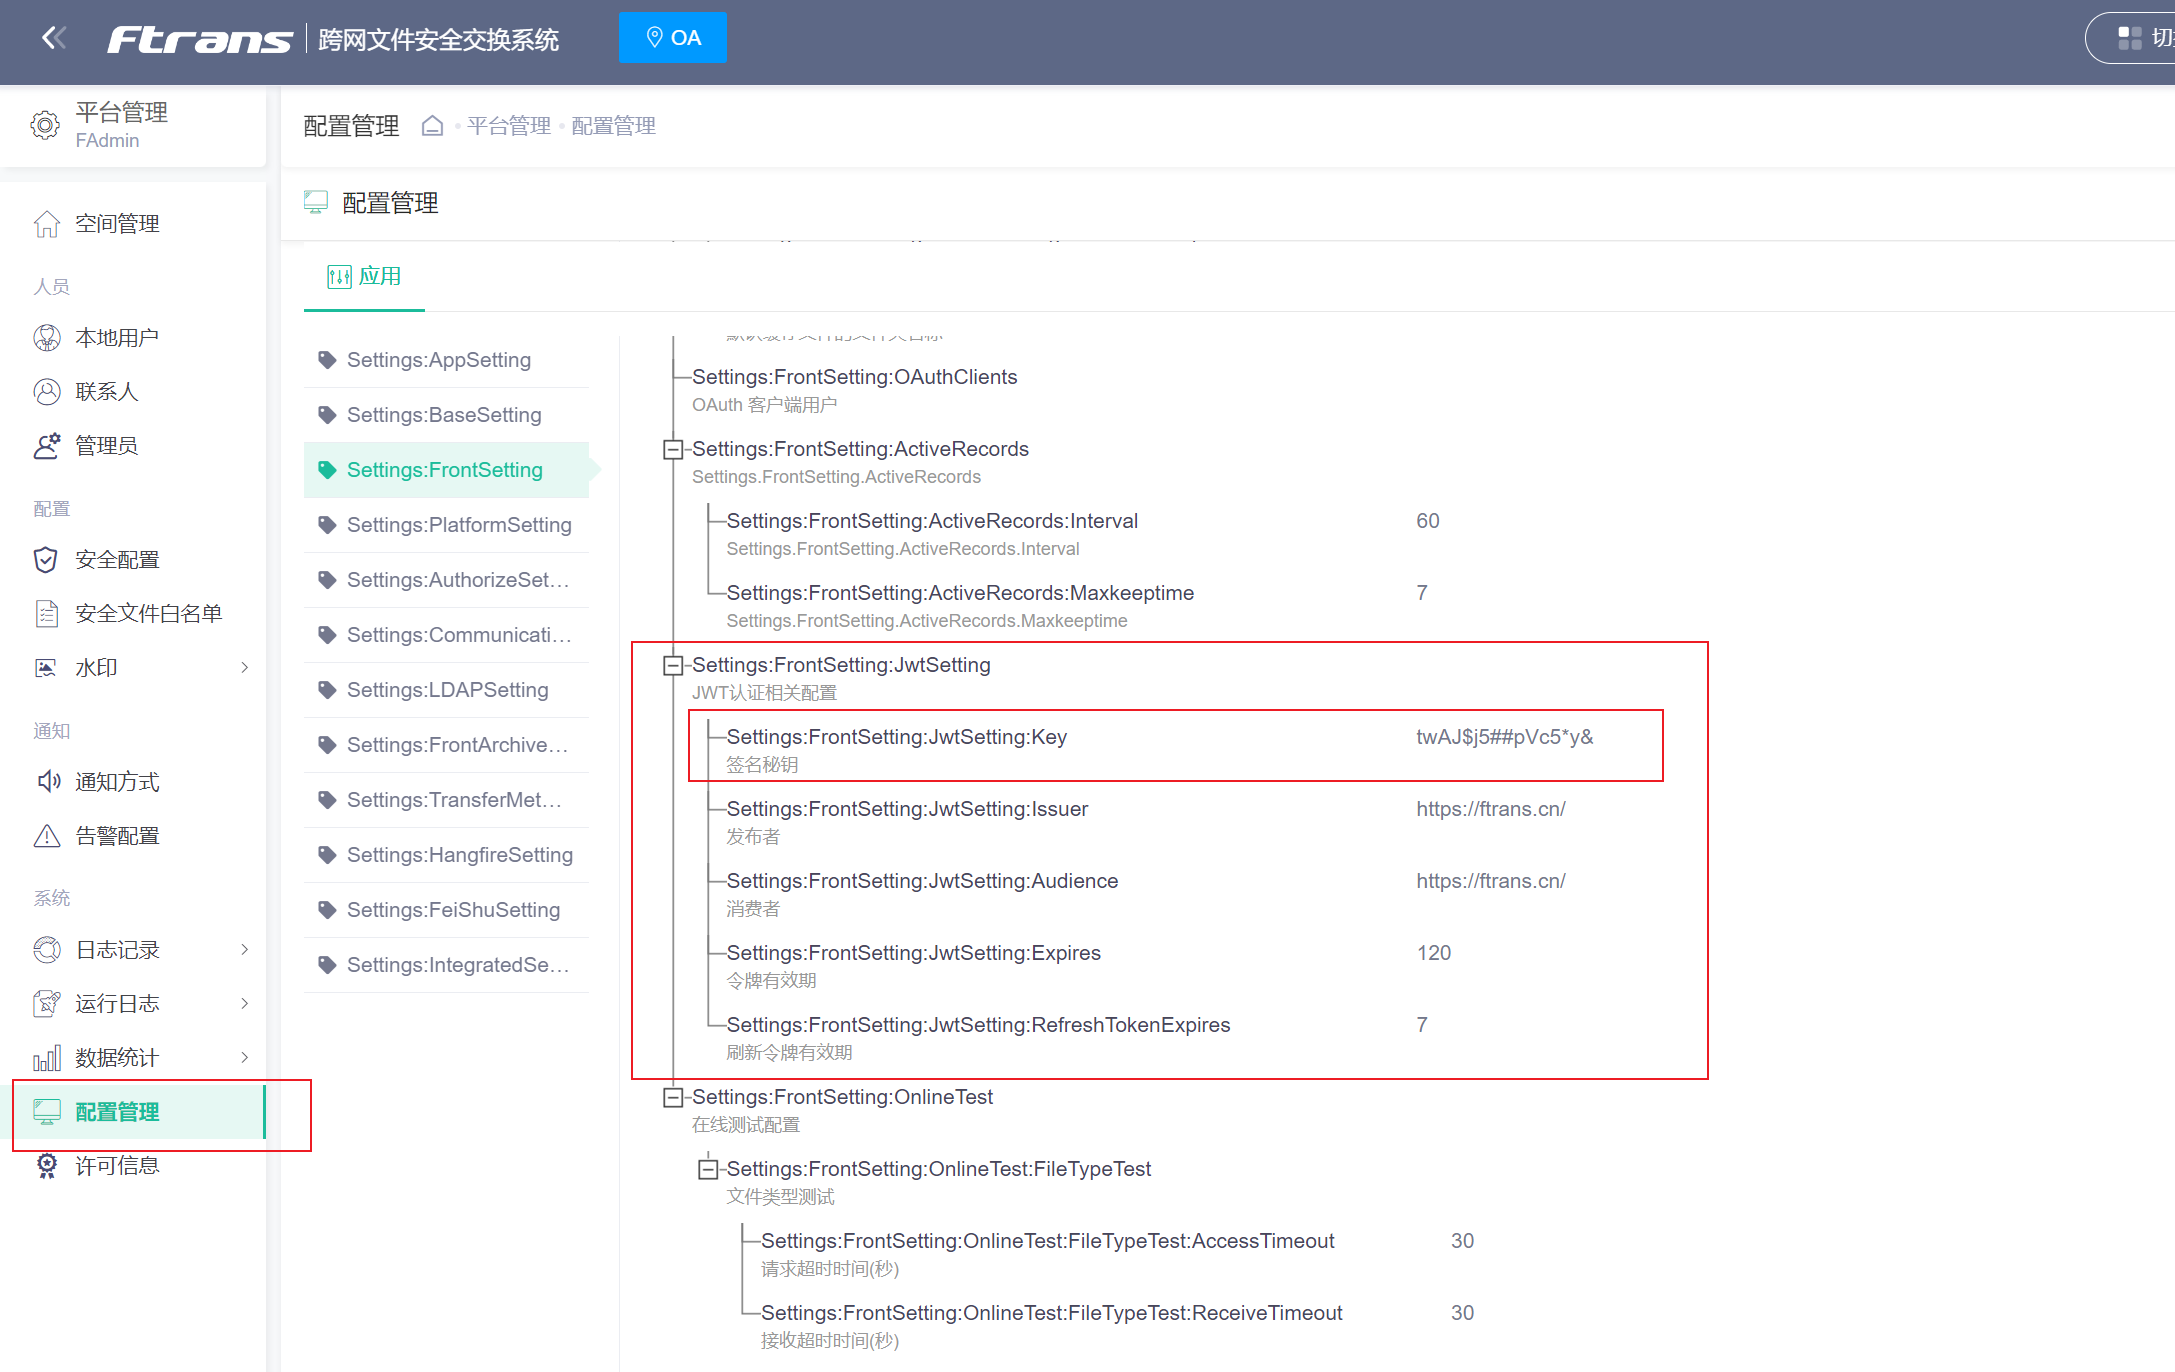 Ftrans 跨网文件安全交换系统
OA
平台管理
FAdmin
配置管理 平台管理 配置管理
空间管理
人员
本地用户
联系人
管理员
配置
安全配置
安全文件白名单
水印
通知
通知方式
告警配置
系统
日志记录
运行日志
数据统计
配置管理
许可信息
配置管理
应用
Settings:AppSetting
Settings:BaseSetting
Settings:FrontSetting
Settings:PlatformSetting
Settings:AuthorizeSet...
Settings:Communicati...
Settings:LDAPSetting
Settings:FrontArchive...
Settings:TransferMet...
Settings:HangfireSetting
Settings:FeiShuSetting
Settings:IntegratedSe...
Settings:FrontSetting:OAuthClients
OAuth 客户端用户
Settings:FrontSetting:ActiveRecords
Settings.FrontSetting.ActiveRecords
Settings:FrontSetting:ActiveRecords:Interval 60
Settings.FrontSetting.ActiveRecords.Interval
Settings:FrontSetting:ActiveRecords:Maxkeeptime 7
Settings.FrontSetting.ActiveRecords.Maxkeeptime
Settings:FrontSetting:JwtSetting
JWT认证相关配置
Settings:FrontSetting:JwtSetting:Key twAJ$j5##pVc5*y&
签名秘钥
Settings:FrontSetting:JwtSetting:Issuer https://ftrans.cn/
发布者
Settings:FrontSetting:JwtSetting:Audience https://ftrans.cn/
消费者
Settings:FrontSetting:JwtSetting:Expires 120
令牌有效期
Settings:FrontSetting:JwtSetting:RefreshTokenExpires 7
刷新令牌有效期
Settings:FrontSetting:OnlineTest
在线测试配置
Settings:FrontSetting:OnlineTest:FileTypeTest
文件类型测试
Settings:FrontSetting:OnlineTest:FileTypeTest:AccessTimeout 30
请求超时时间(秒)
Settings:FrontSetting:OnlineTest:FileTypeTest:ReceiveTimeout 30
接收超时时间(秒)